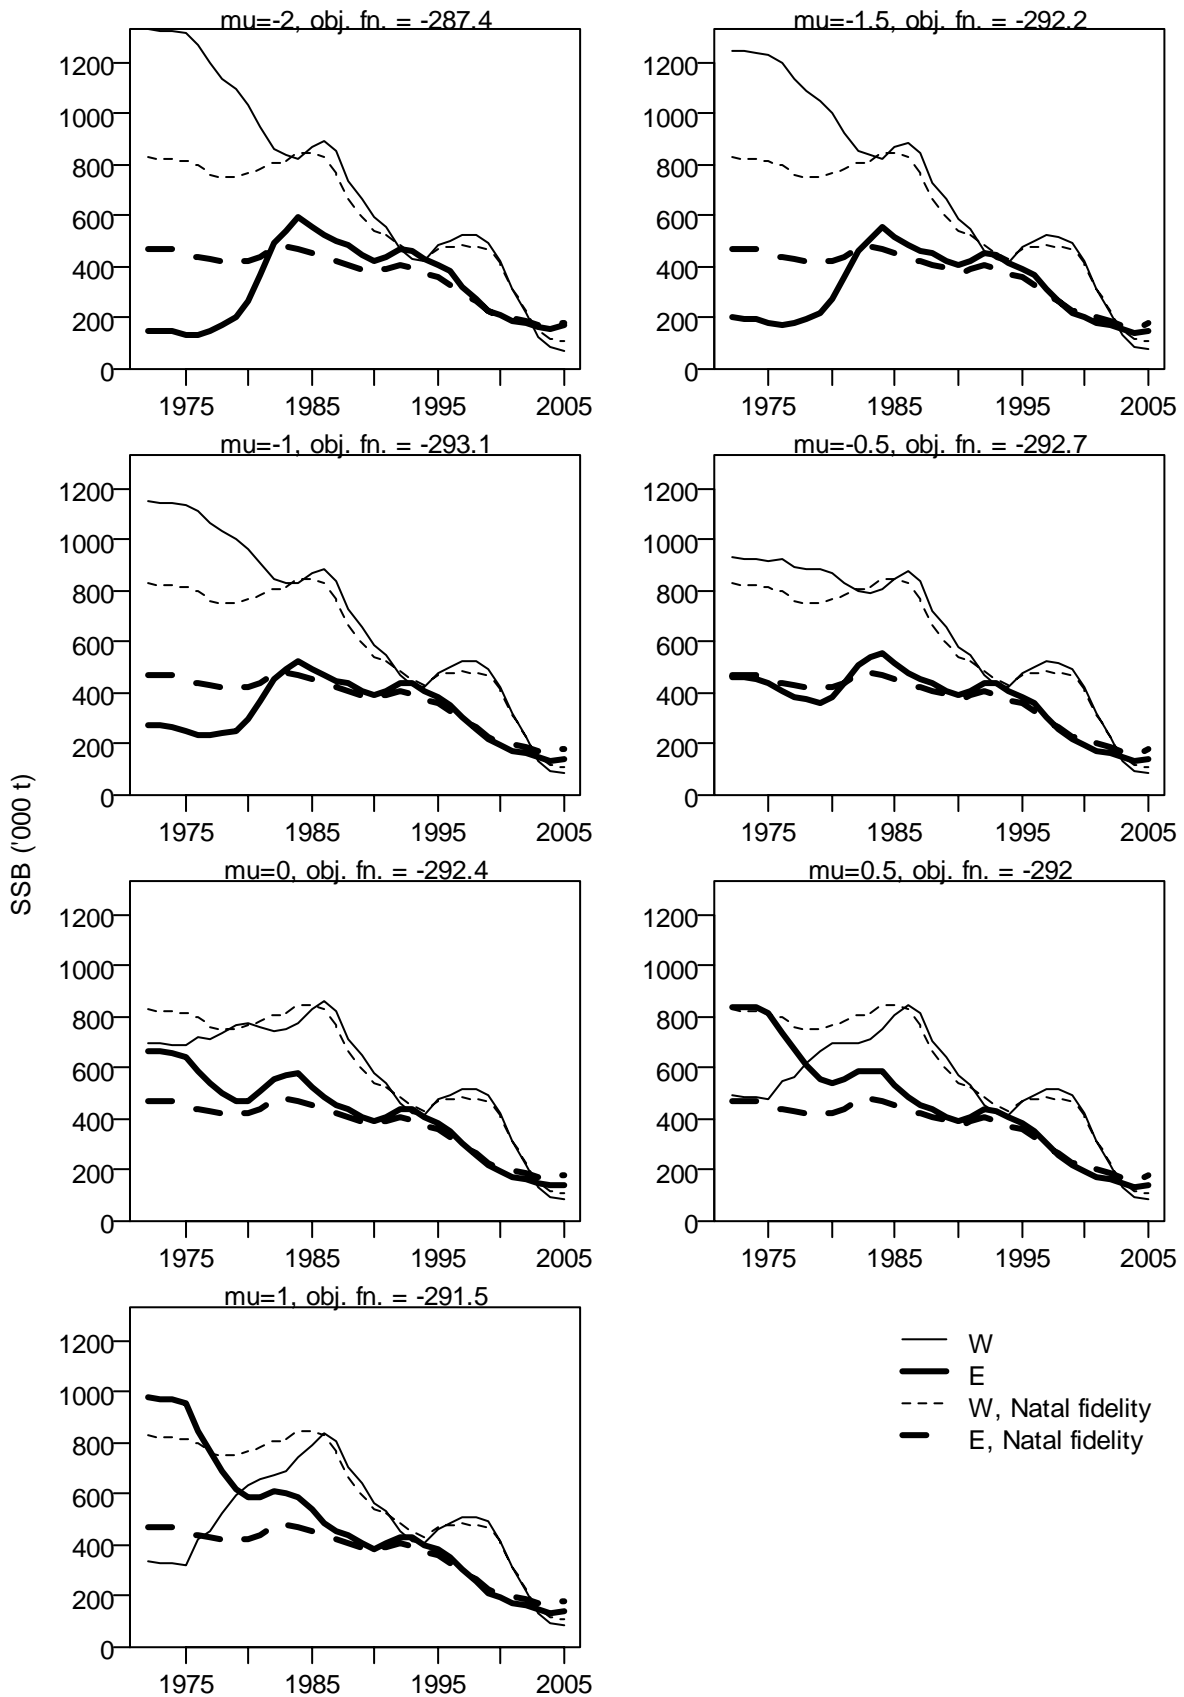 mu=-2, obj. fn. = -287.4
1200
1000
800
600
400
200
0
1975 1985 1995 2005
mu=-1.5, obj. fn. = -292.2
1200
1000
800
600
400
200
0
1975 1985 1995 2005
mu=-1, obj. fn. = -293.1
1200
1000
800
600
400
200
0
1975 1985 1995 2005
mu=-0.5, obj. fn. = -292.7
1200
1000
800
600
400
200
0
1975 1985 1995 2005
SSB ('000 t)
mu=0, obj. fn. = -292.4
1200
1000
800
600
400
200
0
1975 1985 1995 2005
mu=0.5, obj. fn. = -292
1200
1000
800
600
400
200
0
1975 1985 1995 2005
mu=1, obj. fn. = -291.5
1200
1000
800
600
400
200
0
1975 1985 1995 2005
W
E
W, Natal fidelity
E, Natal fidelity